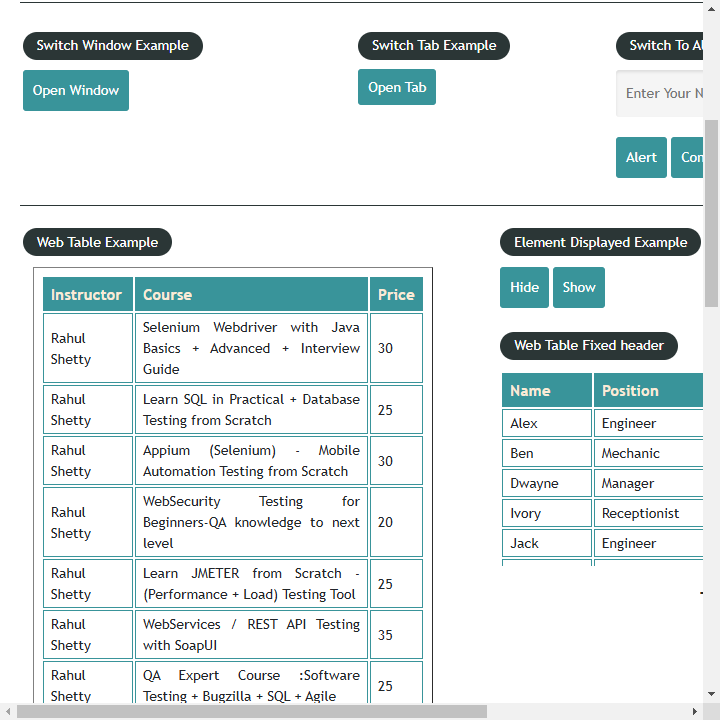 Switch Window Example
Switch Tab Example
Switch To Al
Open Window
Open Tab
Enter Your N
Alert
Con
Web Table Example
Element Displayed Example
Hide
Show
Instructor
Course
Price
Rahul
Shetty
Selenium Webdriver with Java
Basics + Advanced + Interview
Guide
30
Rahul
Shetty
Learn SQL in Practical + Database
Testing from Scratch
25
Rahul
Shetty
Appium (Selenium) - Mobile
Automation Testing from Scratch
30
Rahul
Shetty
WebSecurity Testing for
Beginners-QA knowledge to next
level
20
Rahul
Shetty
Learn JMETER from Scratch -
(Performance + Load) Testing Tool
25
Rahul
Shetty
WebServices / REST API Testing
with SoapUI
35
Rahul
Shetty
QA Expert Course :Software
Testing + Bugzilla + SQL + Agile
25
Web Table Fixed header
Name
Position
Alex
Engineer
Ben
Mechanic
Dwayne
Manager
Ivory
Receptionist
Jack
Engineer